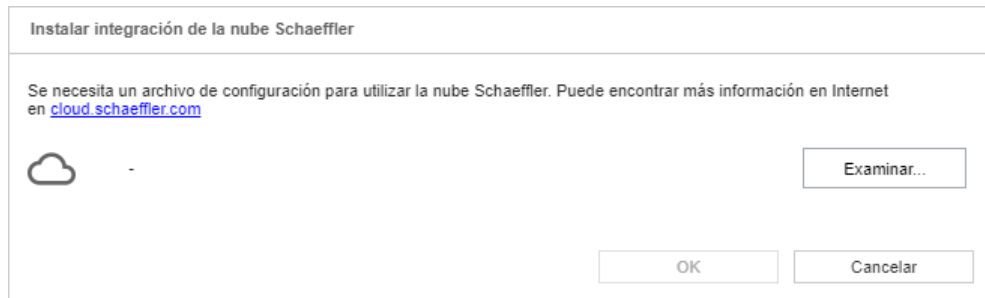 Instalar integración de la nube Schaeffler
Se necesita un archivo de configuración para utilizar la nube Schaeffler. Puede encontrar más información en Internet
en cloud.schaeffler.com
-
Examinar...
OK
Cancelar